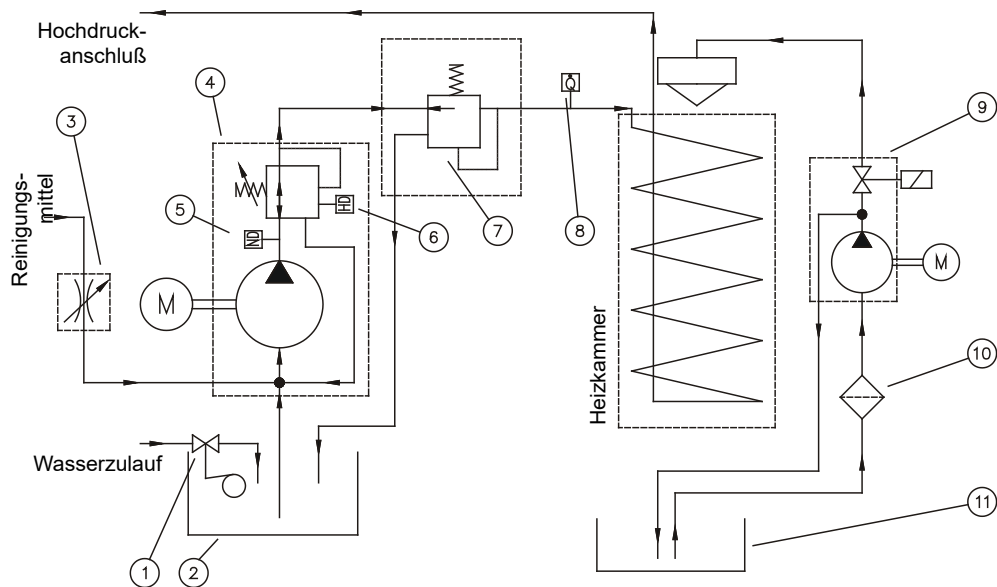 Hochdruck-
anschluß
4
3
9
Reinigungs-
mittel
5
HD
6
7
Q̇
8
ND
M
M
Heizkammer
10
Wasserzulauf
1
2
11